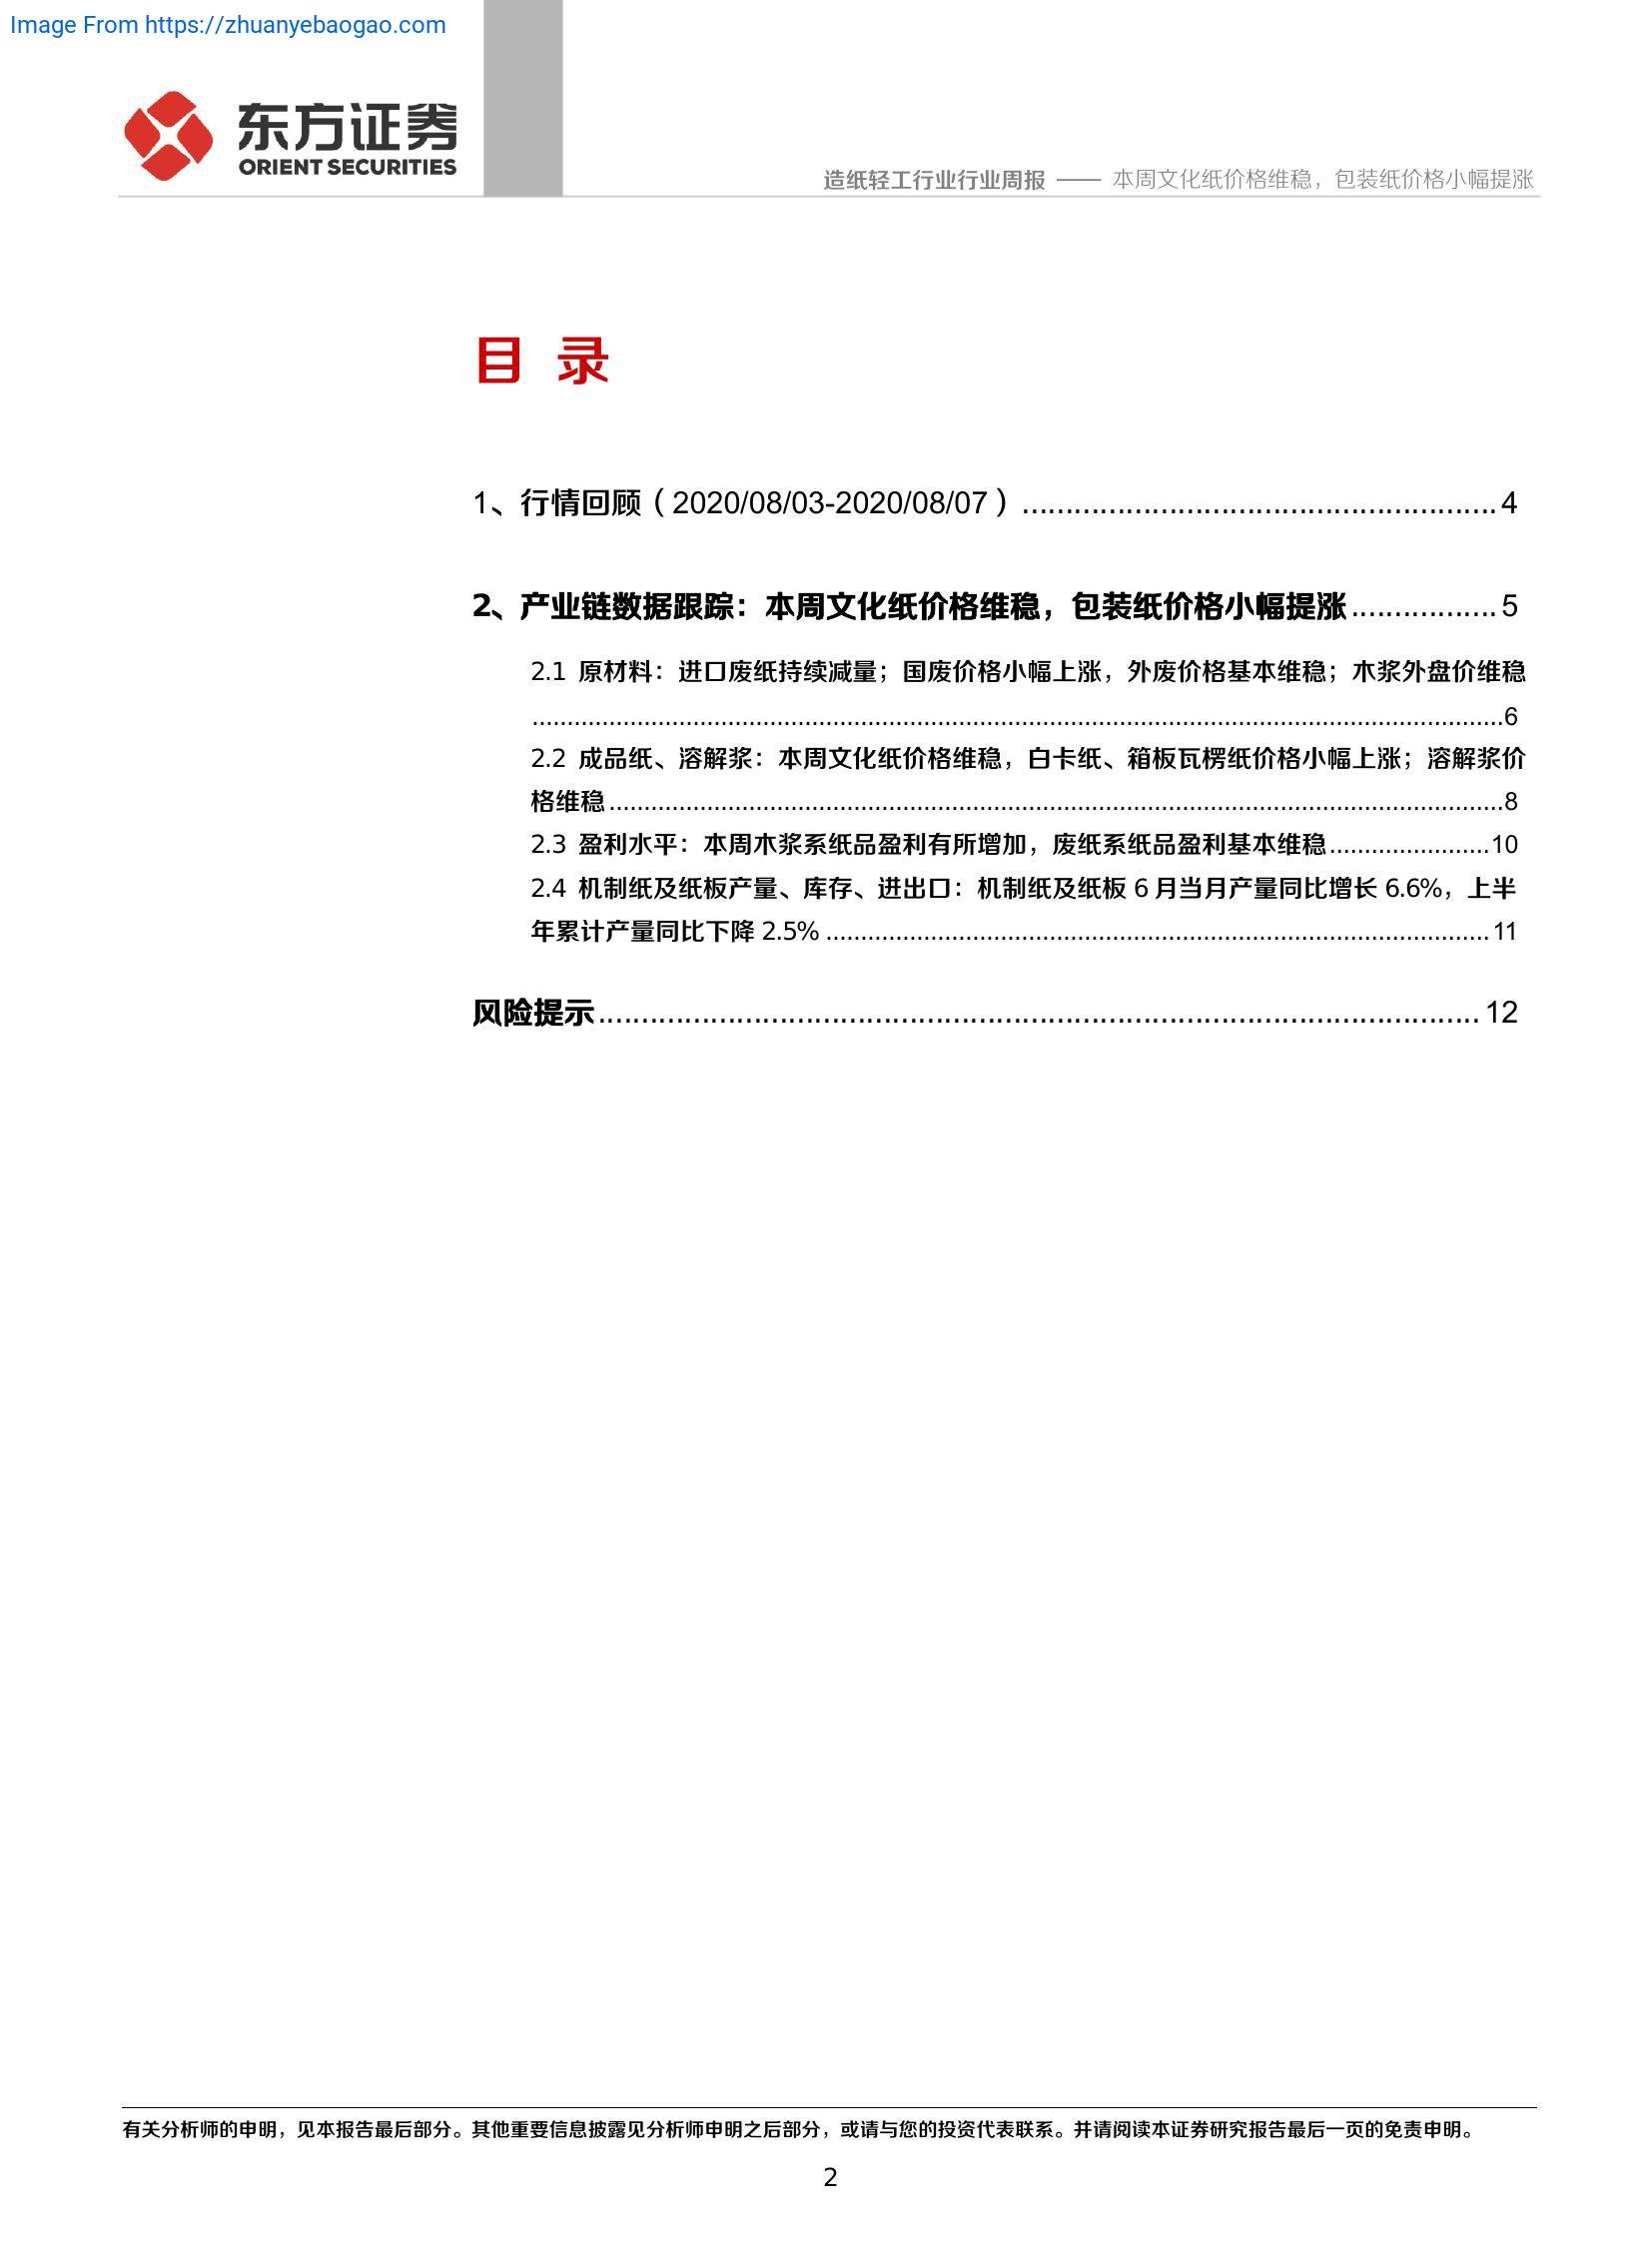 Image From https://zhuanyebaogao.com
东方证券
ORIENT SECURITIES
造纸轻工行业行业周报 —— 本周文化纸价格维稳，包装纸价格小幅提涨
目 录
1、行情回顾（2020/08/03-2020/08/07）......................................................4
2、产业链数据跟踪：本周文化纸价格维稳，包装纸价格小幅提涨.................5
2.1 原材料：进口废纸持续减量；国废价格小幅上涨，外废价格基本维稳；木浆外盘价维稳
...........................................................................................................................................6
2.2 成品纸、溶解浆：本周文化纸价格维稳，白卡纸、箱板瓦楞纸价格小幅上涨；溶解浆价
格维稳................................................................................................................................8
2.3 盈利水平：本周木浆系纸品盈利有所增加，废纸系纸品盈利基本维稳.......................10
2.4 机制纸及纸板产量、库存、进出口：机制纸及纸板 6 月当月产量同比增长 6.6%，上半
年累计产量同比下降 2.5% ...............................................................................................11
风险提示.....................................................................................................12
有关分析师的申明，见本报告最后部分。其他重要信息披露见分析师申明之后部分，或请与您的投资代表联系。并请阅读本证券研究报告最后一页的免责申明。
2